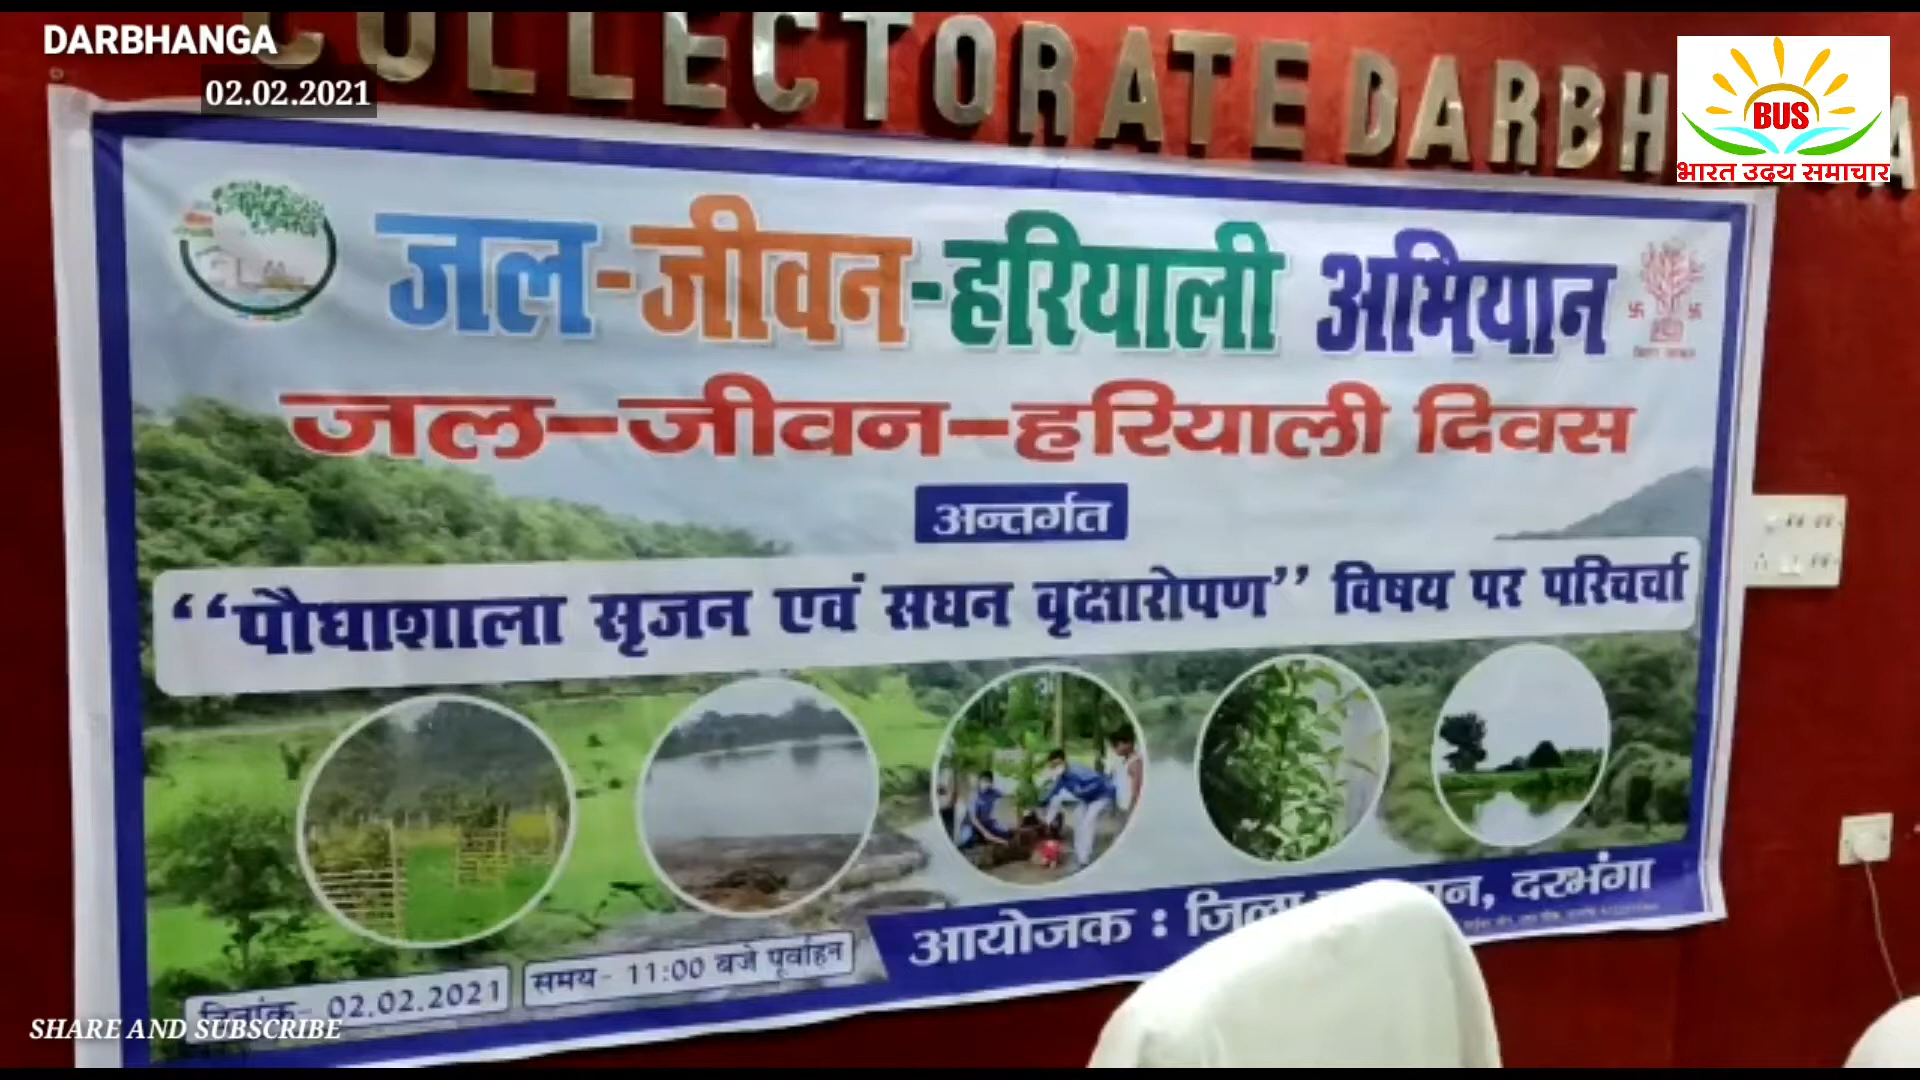 DARBHANGA
02.02.2021
COLLECTORATE DARBH
BUS
भारत उदय समाचार
जल-जीवन-हरियाली अभियान
जल-जीवन-हरियाली दिवस
अन्तर्गत
“पौधाशाला सृजन एवं सघन वृक्षारोपण” विषय पर परिचर्चा
आयोजक : दरभंगा
दिनांक- 02.02.2021
समय- 11:00 बजे पूर्वाहन
SHARE AND SUBSCRIBE